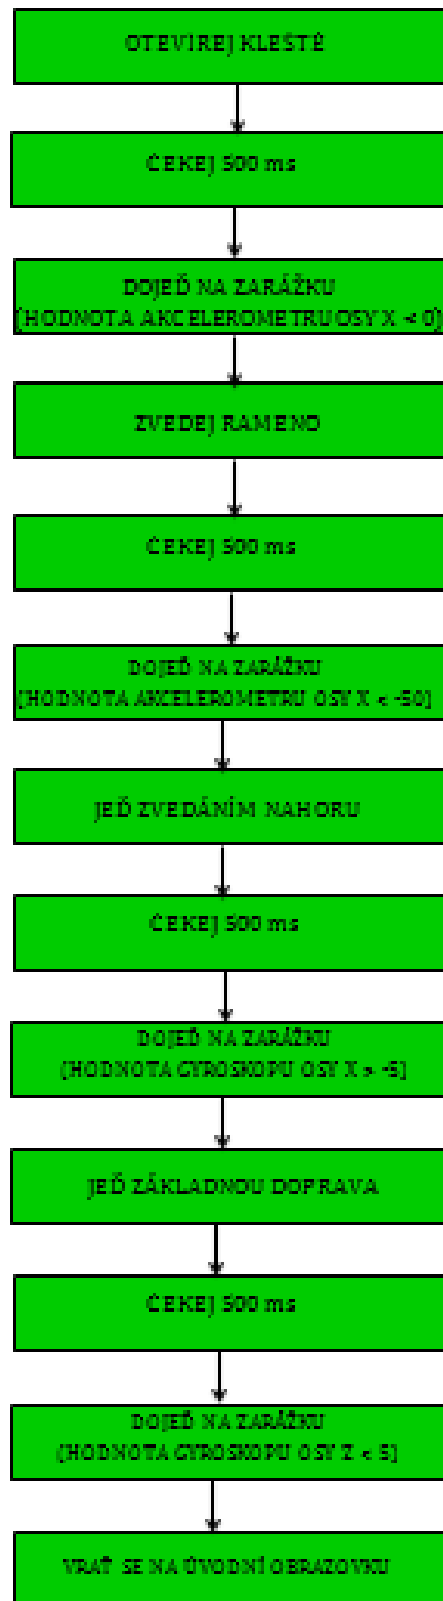 OTEVÍREJ KLEŠTĚ
ČEKEJ 500 ms
DOJEĎ NA ZARÁŽKU
(HODNOTA AKCELEROMETRU OSY X < 0)
ZVEDEJ RAMENO
ČEKEJ 500 ms
DOJEĎ NA ZARÁŽKU
(HODNOTA AKCELEROMETRU OSY X < -50)
JEĎ ZVEDÁNÍM NAHORU
ČEKEJ 500 ms
DOJEĎ NA ZARÁŽKU
(HODNOTA GYROSKOPU OSY X > -5)
JEĎ ZÁKLADNOU DOPRAVA
ČEKEJ 500 ms
DOJEĎ NA ZARÁŽKU
(HODNOTA GYROSKOPU OSY Z < 5)
VRAŤ SE NA ÚVODNÍ OBRAZOVKU